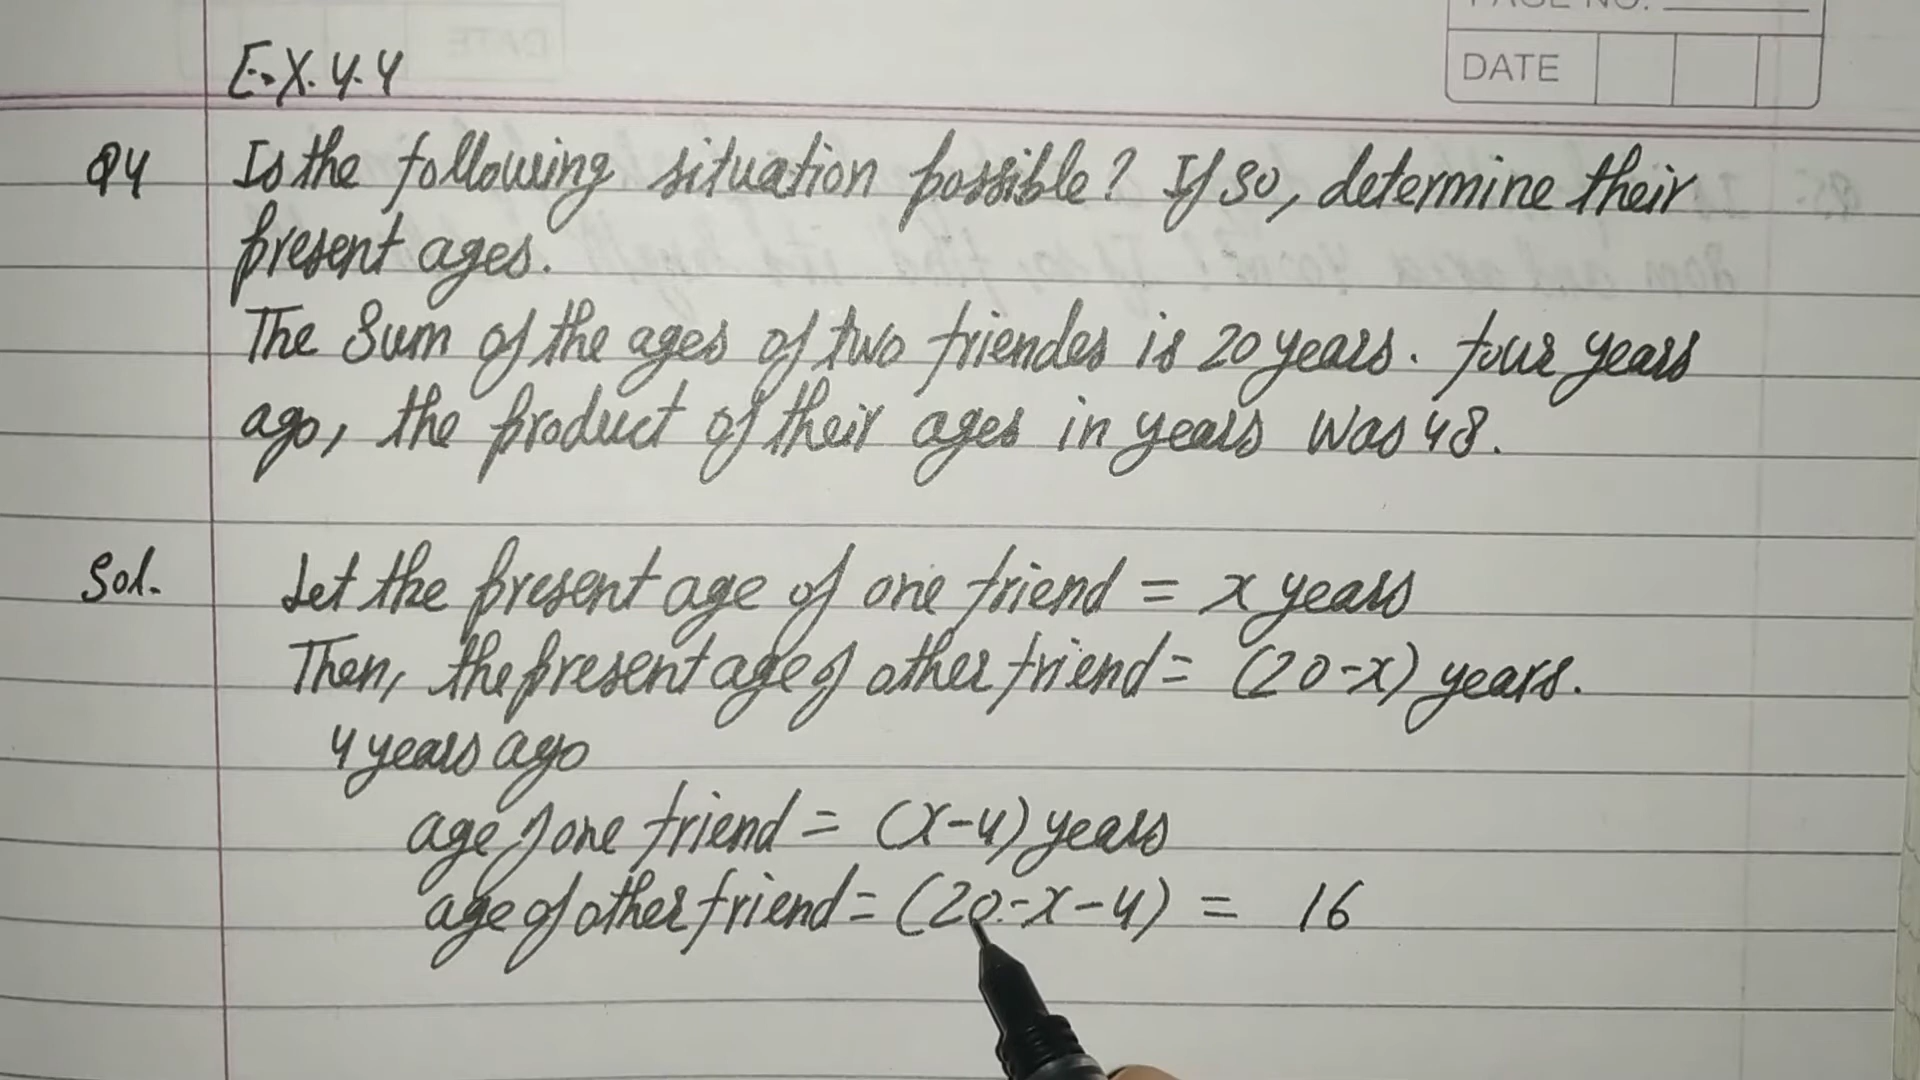 PAGE NO.
DATE
E.X.4.4
Q4 Is the following situation possible? If so, determine their
present ages.
The Sum of the ages of two friendes is 20 years. four years
ago, the product of their ages in years was 48.
Sol. Let the present age of one friend = x years
Then, the present age of other friend = (20-x) years.
4 years ago
age of one friend = (x-4) years
age of other friend = (20-x-4) = 16